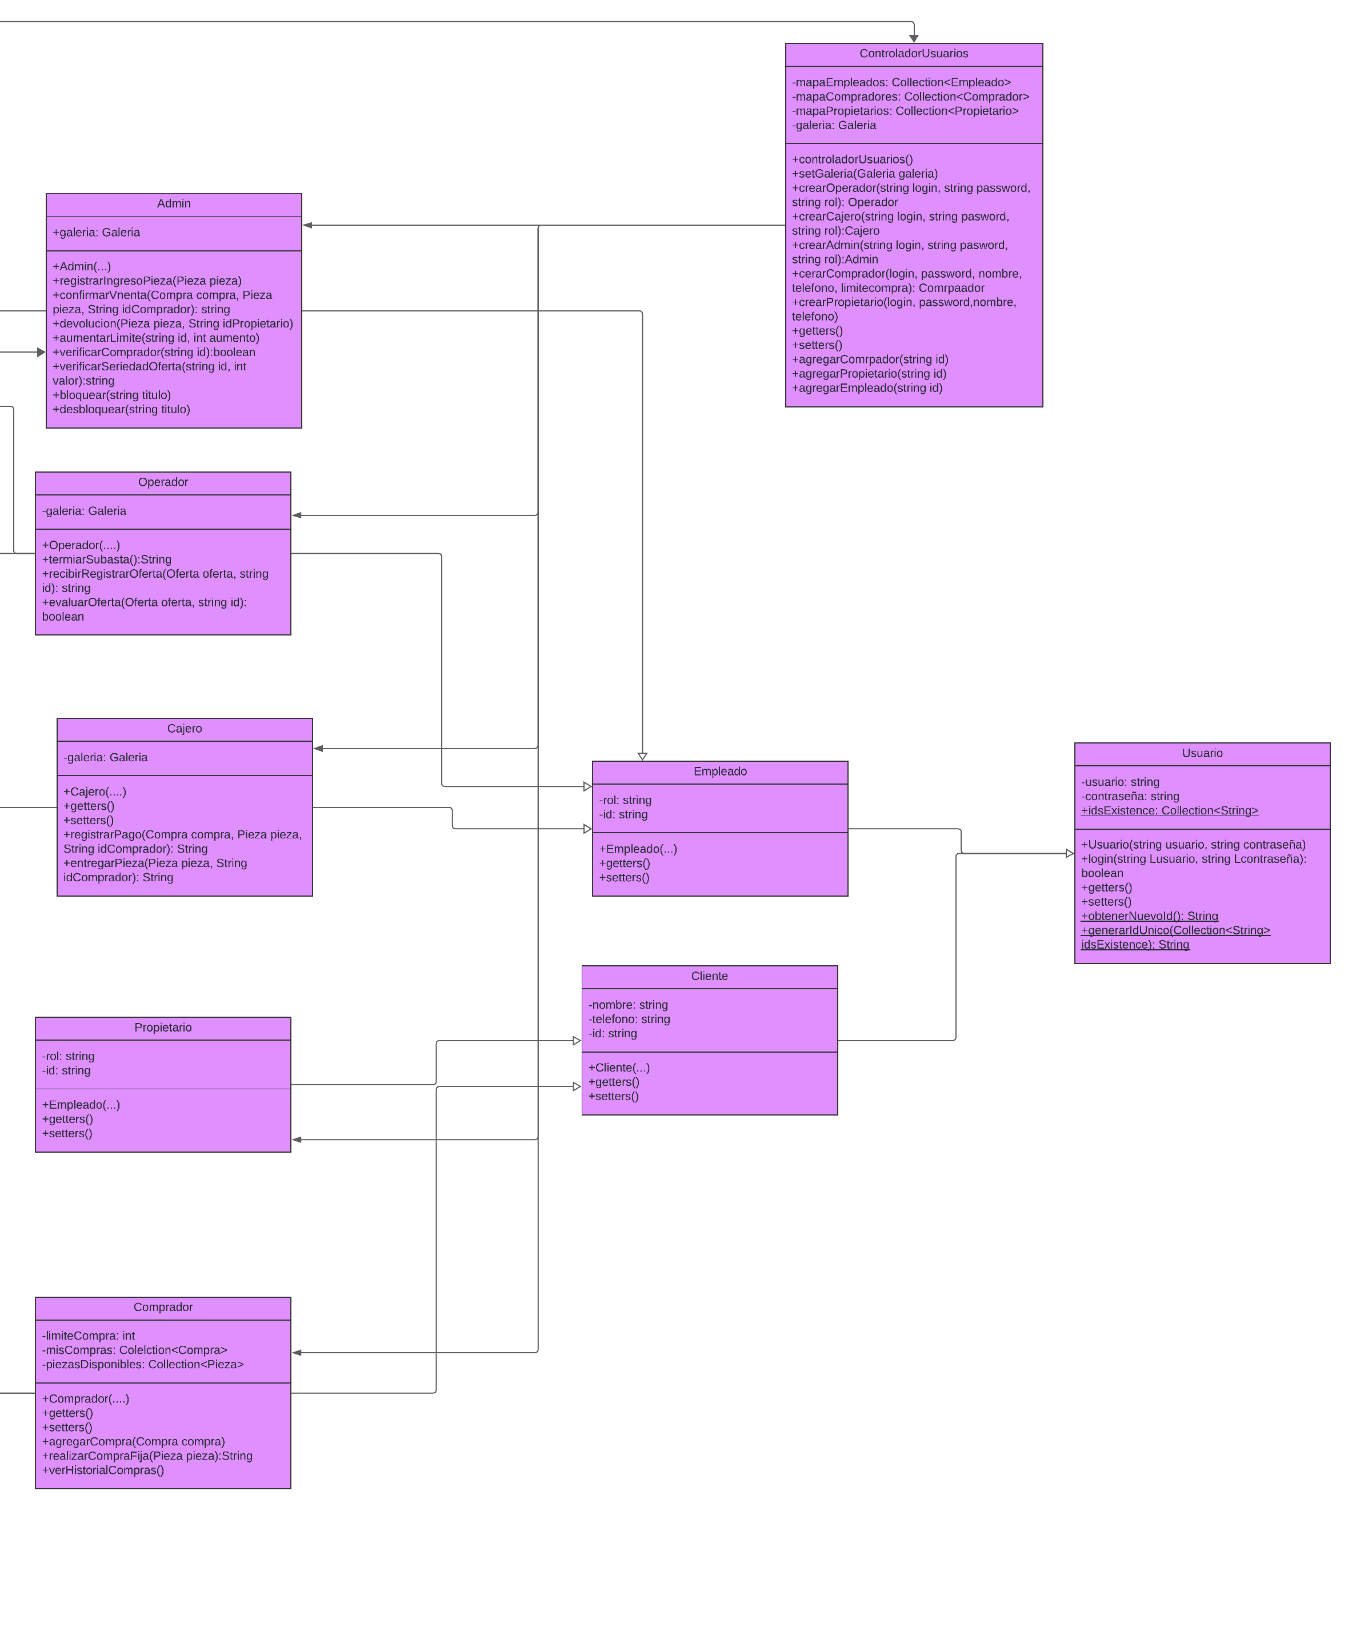 ControladorUsuarios
-mapaEmpleados: Collection<Empleado>
-mapaCompradores: Collection<Comprador>
-mapaPropietarios: Collection<Propietario>
-galeria: Galeria
+controladorUsuarios()
+setGaleria(Galeria galeria)
+crearOperador(string login, string password,
string rol): Operador
+crearCajero(string login, string pasword,
string rol):Cajero
+crearAdmin(string login, string pasword,
string rol):Admin
+cerarComprador(login, password, nombre,
telefono, limitecompra): Comrpaador
+crearPropietario(login, password,nombre,
telefono)
+getters()
+setters()
+agregarComrpador(string id)
+agregarPropietario(string id)
+agregarEmpleado(string id)
Admin
+galeria: Galeria
+Admin(...)
+registrarIngresoPieza(Pieza pieza)
+confirmarVnenta(Compra compra, Pieza
pieza, String idComprador): string
+devolucion(Pieza pieza, String idPropietario)
+aumentarLimite(string id, int aumento)
+verificarComprador(string id):boolean
+verificarSeriedadOferta(string id, int
valor):string
+bloquear(string titulo)
+desbloquear(string titulo)
Operador
-galeria: Galeria
+Operador(....)
+termiarSubasta():String
+recibirRegistrarOferta(Oferta oferta, string
id): string
+evaluarOferta(Oferta oferta, string id):
boolean
Cajero
-galeria: Galeria
+Cajero(....)
+getters()
+setters()
+registrarPago(Compra compra, Pieza pieza,
String idComprador): String
+entregarPieza(Pieza pieza, String
idComprador): String
Empleado
-rol: string
-id: string
+Empleado(...)
+getters()
+setters()
Usuario
-usuario: string
-contraseña: string
+idsExistence: Collection<String>
+Usuario(string usuario, string contraseña)
+login(string Lusuario, string Lcontraseña):
boolean
+getters()
+setters()
+obtenerNuevoId(): String
+generarIdUnico(Collection<String>
idsExistence): String
Cliente
-nombre: string
-telefono: string
-id: string
+Cliente(...)
+getters()
+setters()
Propietario
-rol: string
-id: string
+Empleado(...)
+getters()
+setters()
Comprador
-limiteCompra: int
-misCompras: Colelction<Compra>
-piezasDisponibles: Collection<Pieza>
+Comprador(....)
+getters()
+setters()
+agregarCompra(Compra compra)
+realizarCompraFija(Pieza pieza):String
+verHistorialCompras()